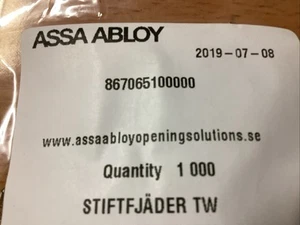 ASSA ABLOY
2019-07-08
867065100000
www.assaabloyopeningsolutions.se
Quantity 1 000
STIFTFJÄDER TW